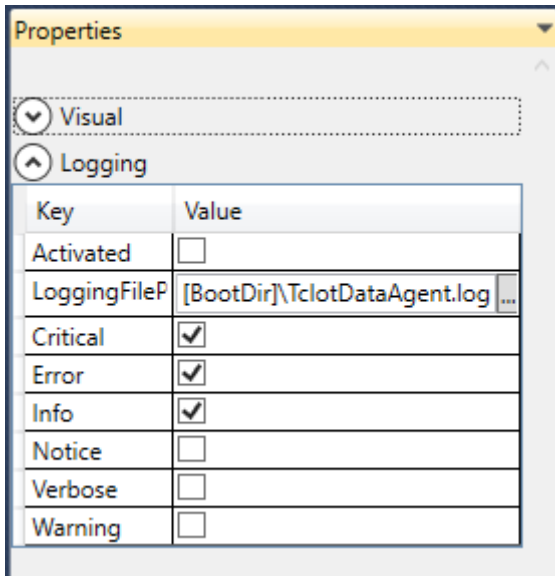 Properties
Visual
Logging
Key Value
Activated
LoggingFileP [BootDir]\TcIotDataAgent.log ...
Critical
Error
Info
Notice
Verbose
Warning